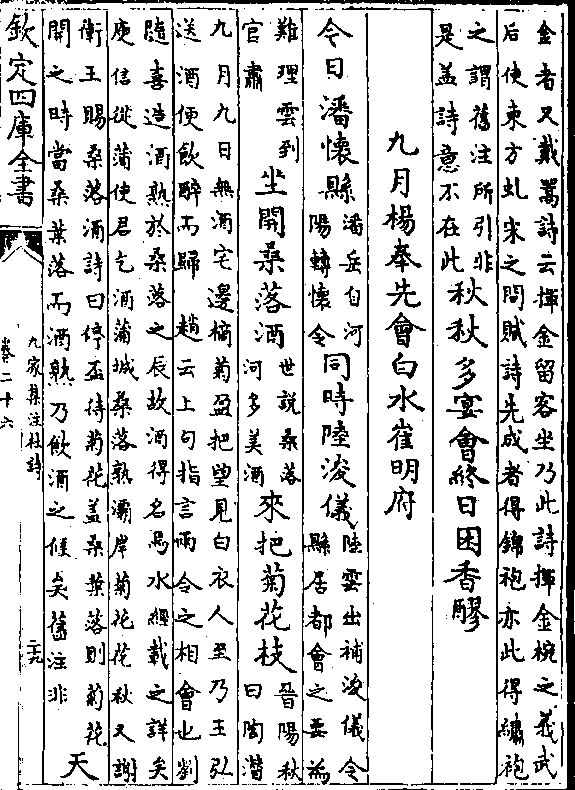 金者又戴暠詩云揮金留客坐乃此詩揮金椀之義武
后使東方虬宋之問賦詩先成者得錦袍亦此得繡袍
之謂舊注所引非
是盖詩意不在此
秋秋多宴會終日困香醪
九月楊奉先會白水崔明府
今日潘懷縣
潘岳自河
陽轉懷令
同時陸浚儀
陸雲出補浚儀令
縣居都會之要為
難理雲到
官肅
坐開桑落酒
世説桑落
河多美酒
來把菊花枝
晉陽秋
曰陶潛
九月九日無酒宅邊摘菊盈把望見白衣人至乃王弘
送酒便飲醉而歸 趙云上句指言兩令之相會也劉
隨喜造酒熟於桑落之辰故酒得名焉水經載之詳矣
庾信從蒲使君乞酒蒲城桑落熟灞岸菊花花秋又謝
衛王賜桑落酒詩曰停盃待菊花盖桑葉落則菊花
開之時當桑葉落而酒熟乃飲酒之候矣舊注非
天
欽定四庫全書
九家集注杜詩
卷二十六
二十九